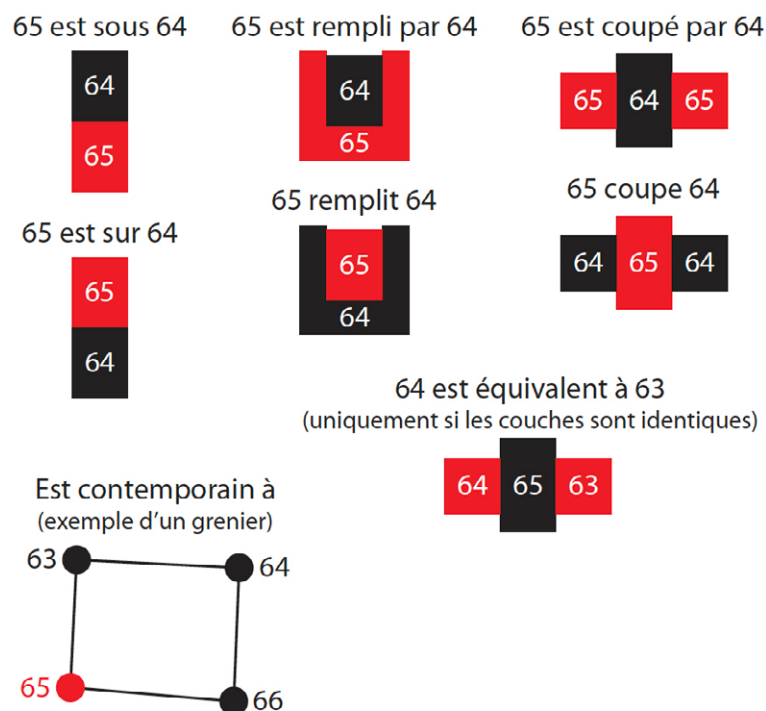 65 est sous 64
64
65
65 est sur 64
65
64
65 est rempli par 64
64
65
65 remplit 64
65
64
65 est coupé par 64
65 64 65
65 coupe 64
64 65 64
64 est équivalent à 63
(uniquement si les couches sont identiques)
64 65 63
Est contemporain à
(exemple d'un grenier)
63 64
65 66